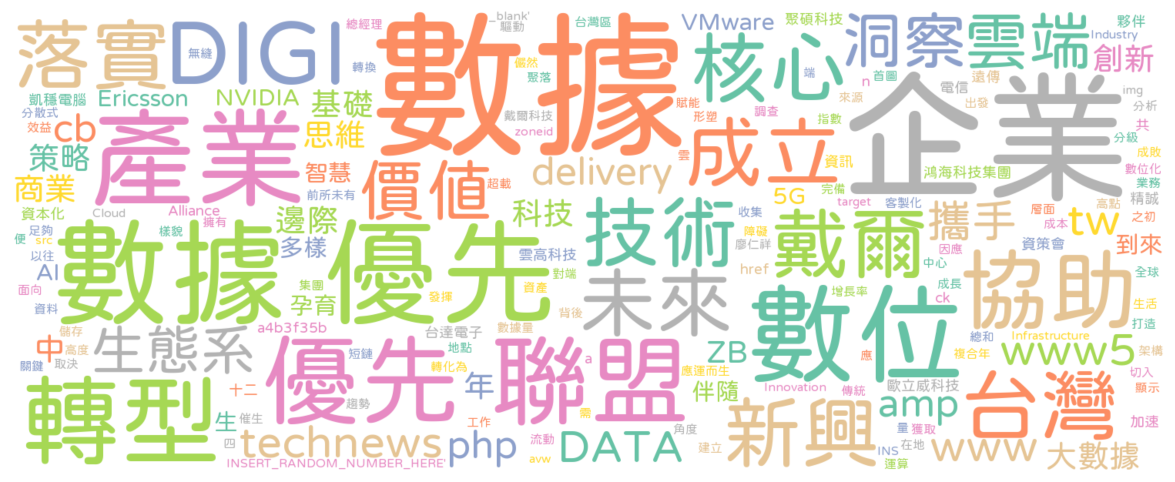 落實 DIGI 總經理 無縫 轉換 _blank' 驅動 台灣區 儼然 聚落 VMware 聚碩科技 洞察 雲端 夥伴 Industry 創新
數據 核心 企業
凱穩電腦 Ericsson NVIDIA 基礎 戴爾科技 賦能 形塑 調查 端 n 首圖 電信 遠傳 出發 img 分析
分散式 效益 cb 產業 思維 zoneid 雲 來源 指數 共 分級
策略 智慧 價值 超載 delivery 成立 資訊 鴻海科技集團 成敗 數位化
商業 前所未有 5G 完備 target 客製化 高點 業務 精誠
資本化 Cloud Alliance 擁有 邊際 科技 技術 收集 戴爾 攜手 層面 成本 tw 之初
足夠 便 src 樣貌 多樣 雲高科技 障礙 廖仁祥 因應 資策會 到來
以往 AI 數據優先 集團 對端 未來 href 中心 成長 協助 全球
面向 資料 孕育 發揮 資產 數位 增長率 ck 生活
儲存 中 高度 生態系 a4b3f35b 台達電子 數據量 背後 總和 Infrastructure 打造
關鍵 取決 優先 短鏈 地點 轉化為 聯盟 a 應運而生 ZB 應 複合年 www5 架構
轉型 十二 年 伴隨 Innovation 傳統 歐立威科技 台灣 切入 顯示
生 催生 趨勢 工作 需 新興 amp 量 獲取 加速
四 technews php 流動 DATA 角度 建立 INS 在地 www 大數據
INSERT_RANDOM_NUMBER_HERE' avw 運算